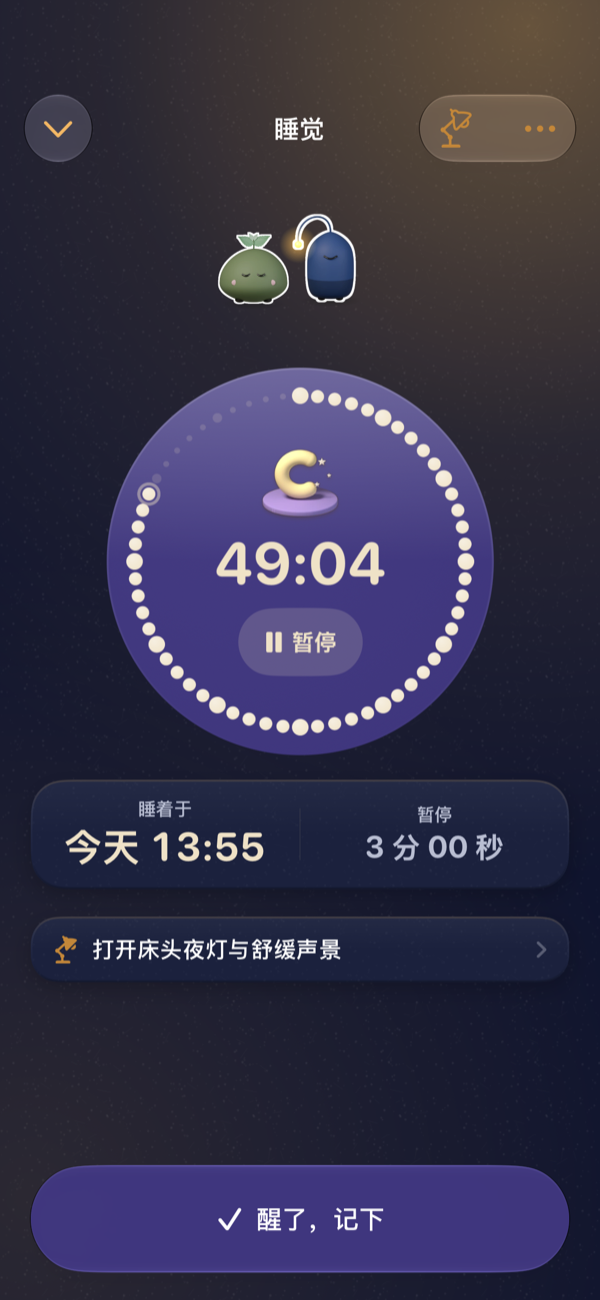 睡觉
49:04
暂停
睡着于
今天 13:55
暂停
3 分 00 秒
打开床头夜灯与舒缓声景
醒了，记下